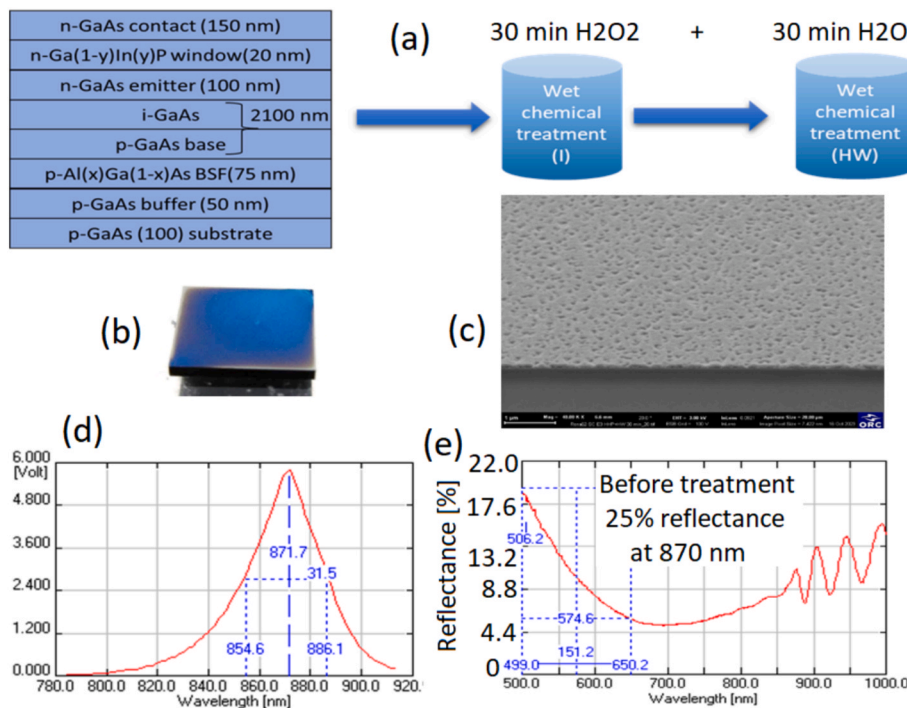 n-GaAs contact (150 nm)
n-Ga(1-y)In(y)P window(20 nm)
n-GaAs emitter (100 nm)
i-GaAs
2100 nm
p-GaAs base
p-Al(x)Ga(1-x)As BSF(75 nm)
p-GaAs buffer (50 nm)
p-GaAs (100) substrate
(a)
30 min H2O2 + 30 min H2O
Wet
chemical
treatment
(I)
Wet
chemical
treatment
(HW)
(b)
(c)
1 µm
ORC
(d)
6.000
[Volt]
4.800
3.600
2.400
1.200
0.000
871.7
31.5
854.6
886.1
780.0
820.0
840.0
860.0
880.0
900.0
920.
Wavelength [nm]
(e)
Reflectance [%]
22.0
17.6
13.2
8.8
4.4
0
Before treatment
25% reflectance
at 870 nm
506.2
574.6
151.2
499.0
650.2
500.0
600.0
700.0
800.0
900.0
1000.0
Wavelength [nm]